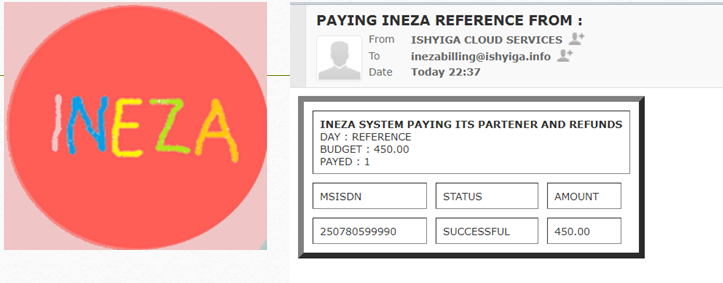 INEZA
PAYING INEZA REFERENCE FROM :
From ISHYIGA CLOUD SERVICES
To inezabilling@ishyiga.info
Date Today 22:37
INEZA SYSTEM PAYING ITS PARTENER AND REFUNDS
DAY : REFERENCE
BUDGET : 450.00
PAYED : 1
MSISDN STATUS AMOUNT
250780599990 SUCCESSFUL 450.00